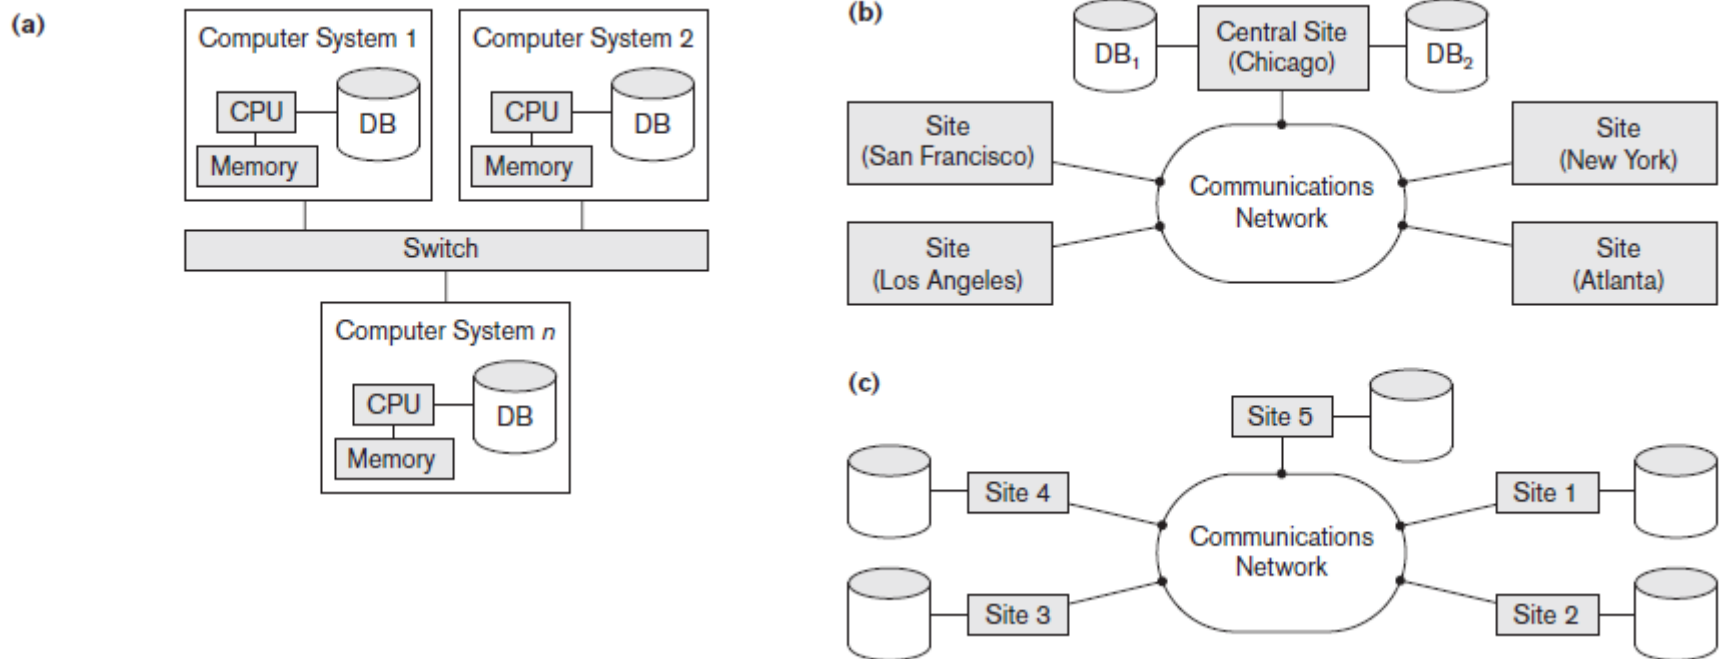 (a)
Computer System 1
CPU
DB
Memory
Computer System 2
CPU
DB
Memory
Switch
Computer System n
CPU
DB
Memory
(b)
DB₁
Central Site
(Chicago)
DB₂
Site
(San Francisco)
Site
(New York)
Communications
Network
Site
(Los Angeles)
Site
(Atlanta)
(c)
Site 5
Site 4
Site 1
Communications
Network
Site 3
Site 2